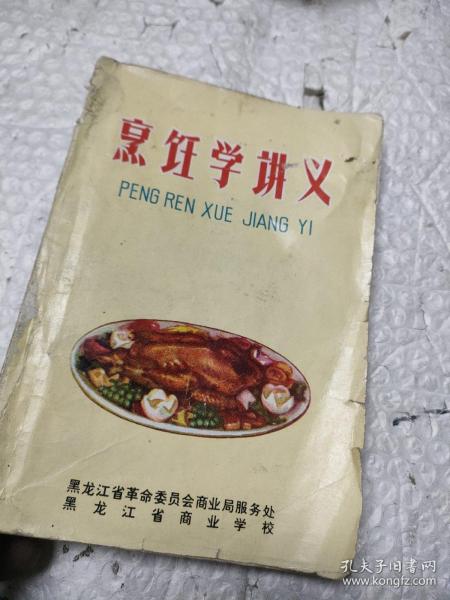 烹饪学讲义
PENG REN XUE JIANG YI
黑龙江省革命委员会商业局服务处
黑龙江省商业学校
孔夫子旧书网
www.kongfz.com